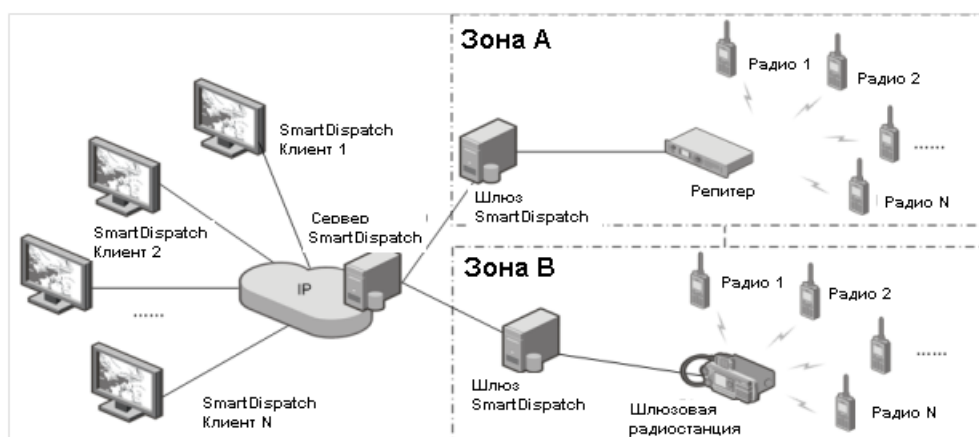 Зона А
Радио 1
Радио 2
......
Радио N
Репитер
Шлюз
SmartDispatch
SmartDispatch
Клиент 1
SmartDispatch
Клиент 2
......
SmartDispatch
Клиент N
IP
Сервер
SmartDispatch
Зона В
Радио 1
Радио 2
......
Радио N
Шлюз
SmartDispatch
Шлюзовая
радиостанция